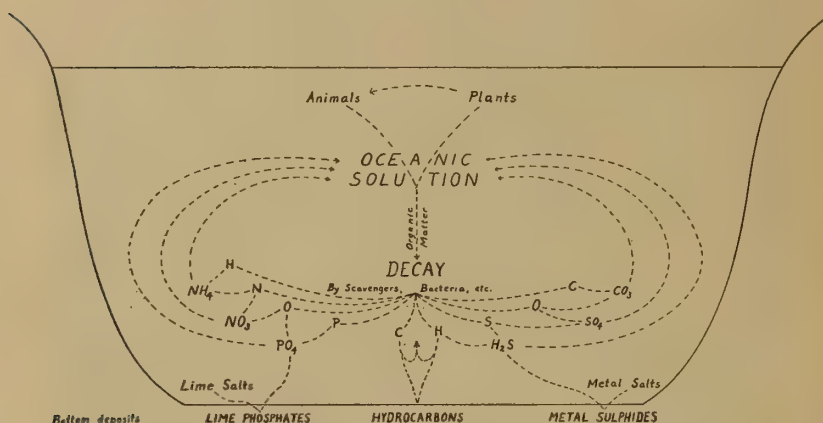 Animals Plants
OCEANIC
SOLUTION
Organic
Matter
DECAY
By Scavengers, Bacteria, etc.
H
NH₄ N C CO₃
NO₃ O P O SO₄
C H S
PO₄ H₂S
Lime Salts Metal Salts
Bottom deposits LIME PHOSPHATES HYDROCARBONS METAL SULPHIDES